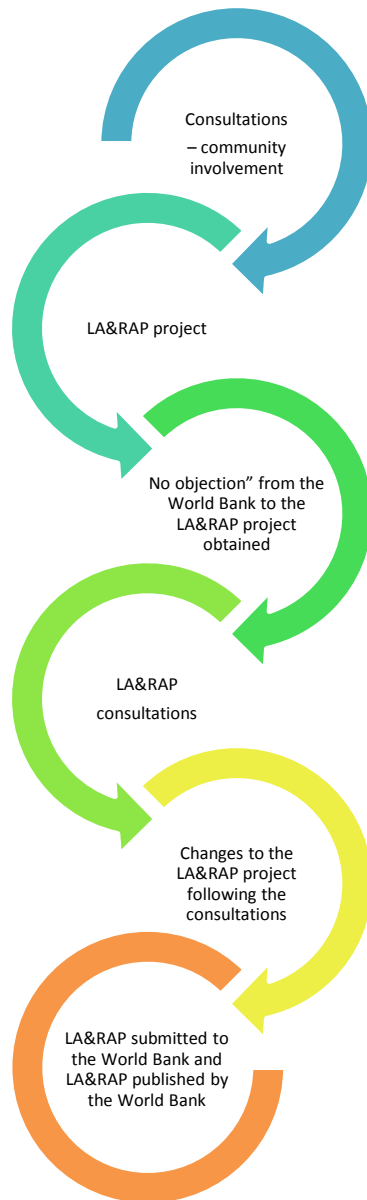 Consultations
– community
involvement
LA&RAP project
No objection” from the
World Bank to the
LA&RAP project
obtained
LA&RAP
consultations
Changes to the
LA&RAP project
following the
consultations
LA&RAP submitted to
the World Bank and
LA&RAP published by
the World Bank